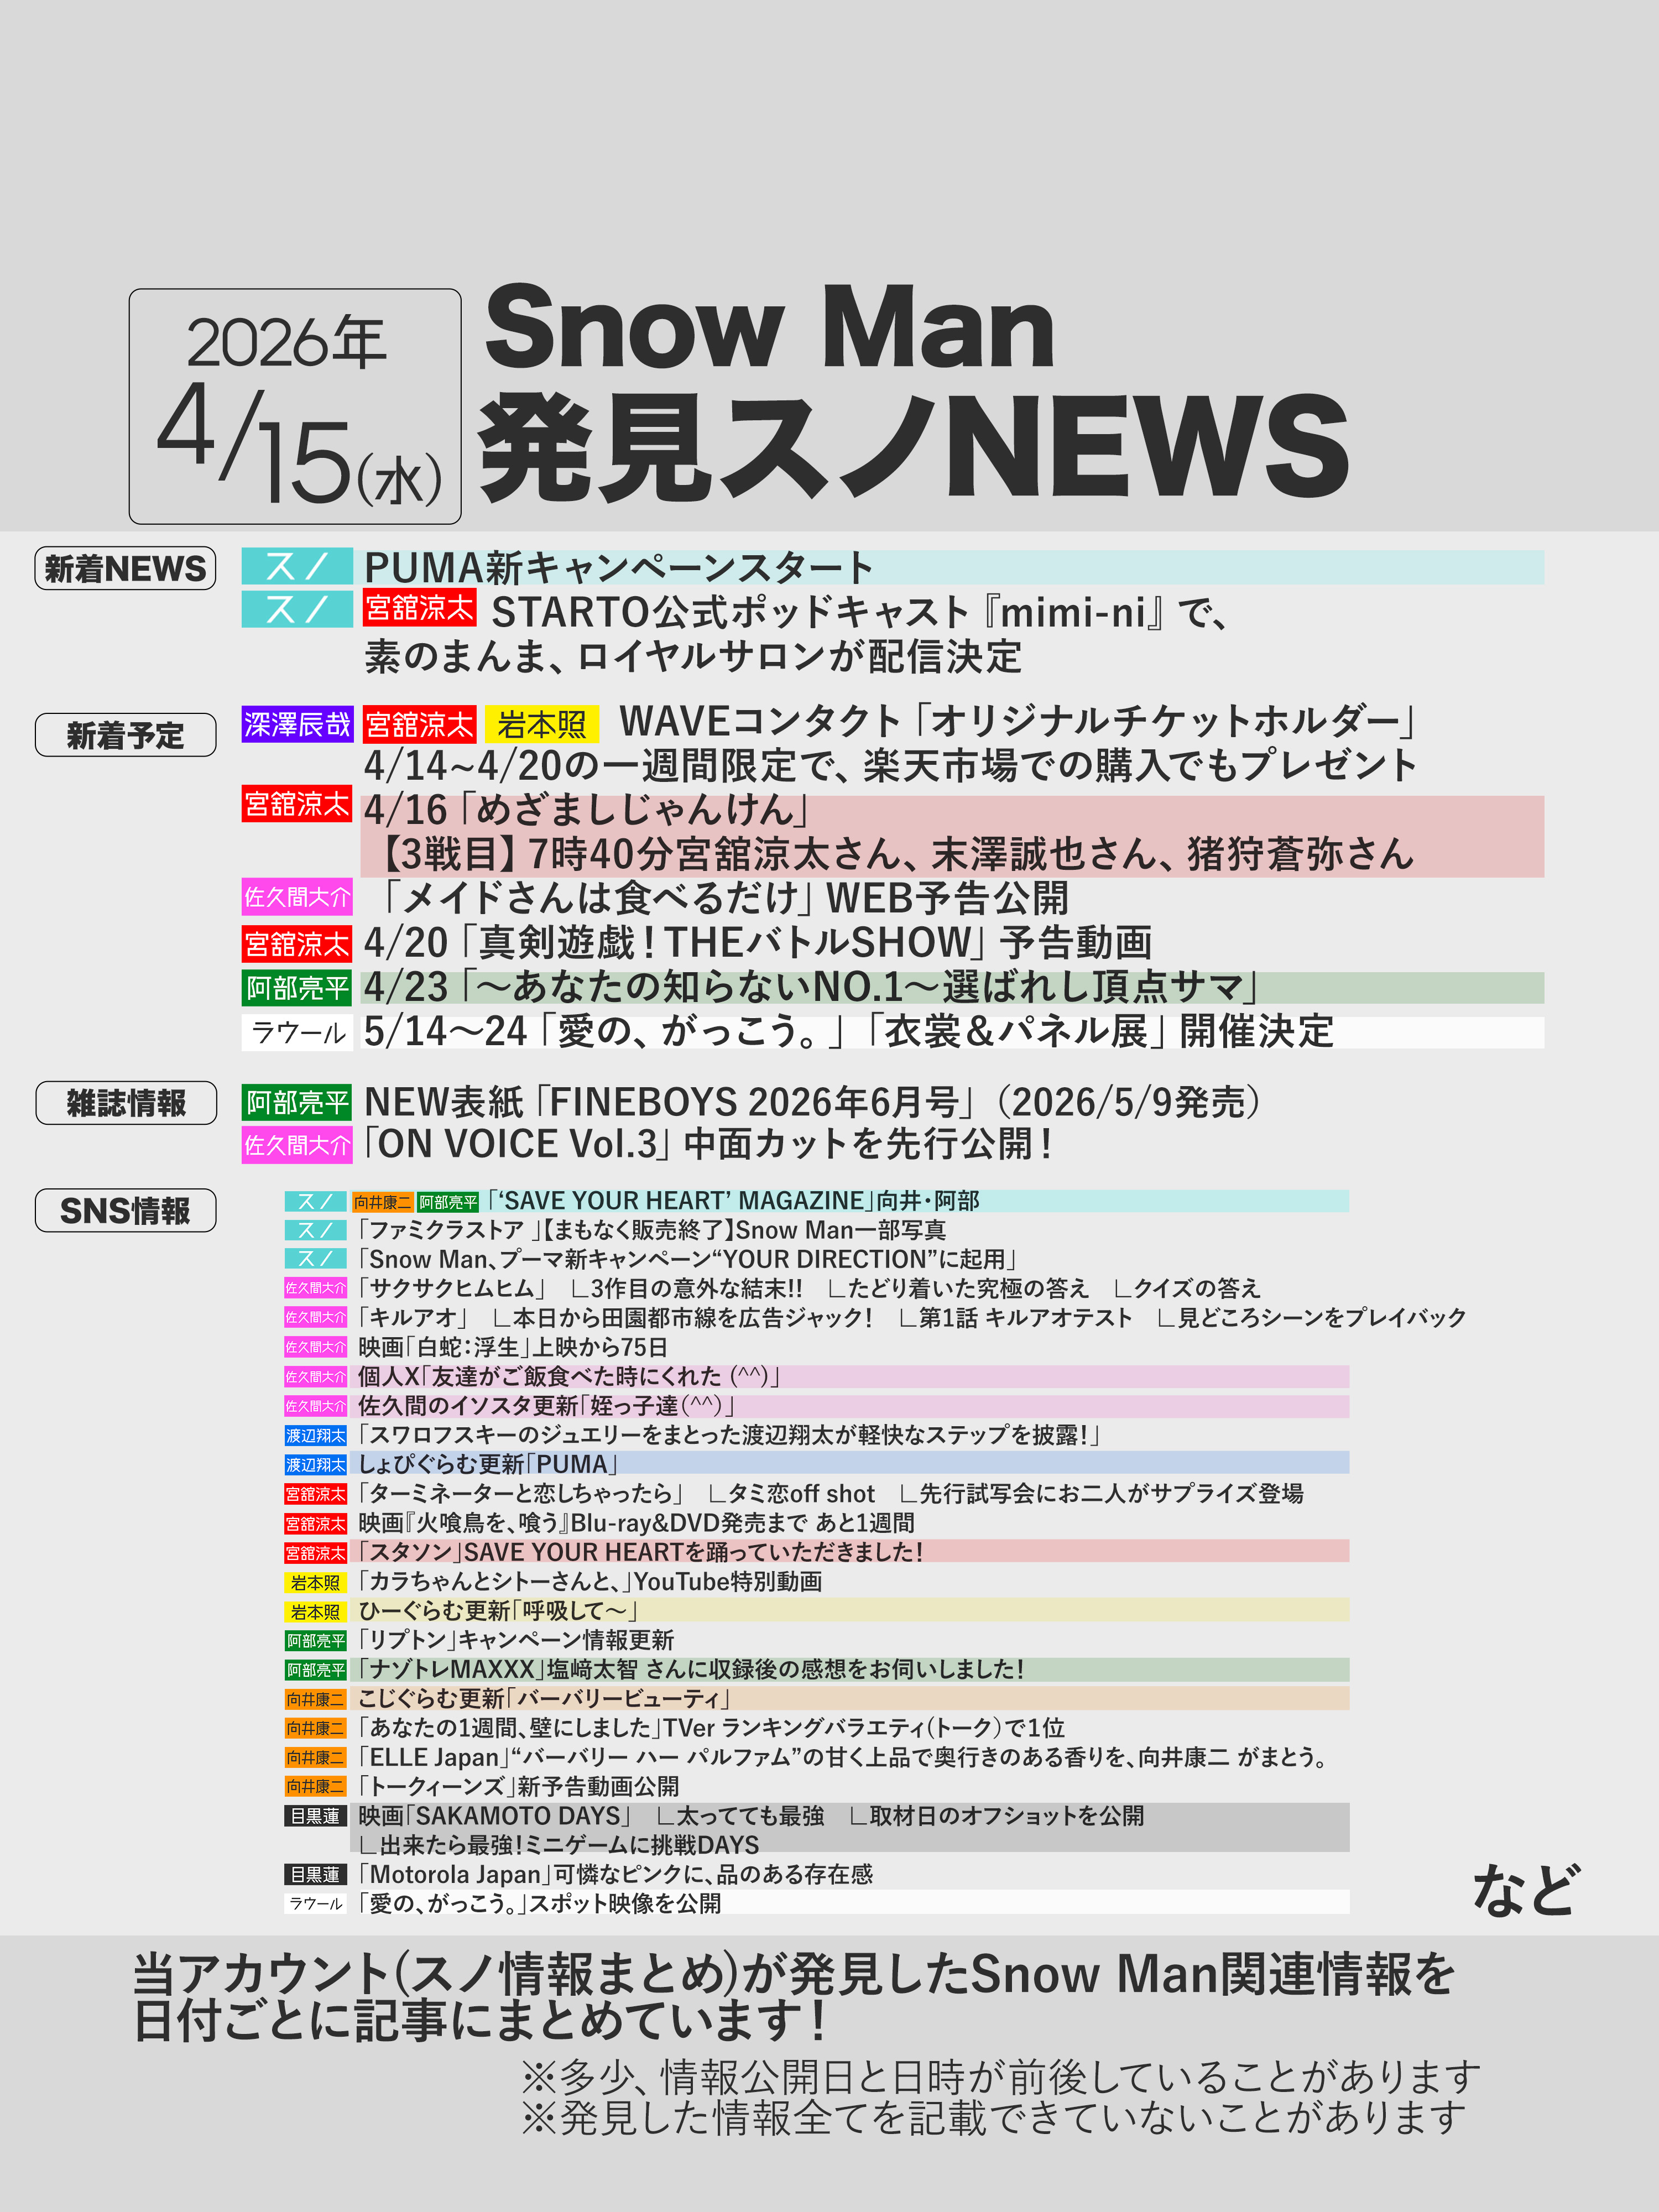 2026年
4/15(水)
Snow Man
発見スノNEWS
新着NEWS
スノ PUMA新キャンペーンスタート
スノ 宮舘涼太 STARTO公式ポッドキャスト『mimi-ni』で、
素のまんま、ロイヤルサロンが配信決定
新着予定
深澤辰哉 宮舘涼太 岩本照 WAVEコンタクト「オリジナルチケットホルダー」
4/14~4/20の一週間限定で、楽天市場での購入でもプレゼント
宮舘涼太 4/16「めざましじゃんけん」
【3戦目】7時40分宮舘涼太さん、末澤誠也さん、猪狩蒼弥さん
佐久間大介 「メイドさんは食べるだけ」WEB予告公開
宮舘涼太 4/20「真剣遊戯!THEバトルSHOW」予告動画
阿部亮平 4/23「〜あなたの知らないNO.1〜選ばれし頂点サマ」
ラウール 5/14〜24「愛の、がっこう。」「衣裳&パネル展」開催決定
雑誌情報
阿部亮平 NEW表紙「FINEBOYS 2026年6月号」（2026/5/9発売）
佐久間大介 「ON VOICE Vol.3」中面カットを先行公開!
SNS情報
スノ 向井康二 阿部亮平 「‘SAVE YOUR HEART’ MAGAZINE」向井・阿部
スノ 「ファミクラストア 」【まもなく販売終了】Snow Man一部写真
スノ 「Snow Man、プーマ新キャンペーン“YOUR DIRECTION”に起用」
佐久間大介 「サクサクヒムヒム」 ∟3作目の意外な結末!! ∟たどり着いた究極の答え ∟クイズの答え
佐久間大介 「キルアオ」 ∟本日から田園都市線を広告ジャック! ∟第1話 キルアオテスト ∟見どころシーンをプレイバック
佐久間大介 映画「白蛇：浮生」上映から75日
佐久間大介 個人X「友達がご飯食べた時にくれた (^^)」
佐久間大介 佐久間のイソスタ更新「姪っ子達（^^）」
渡辺翔太 「スワロフスキーのジュエリーをまとった渡辺翔太が軽快なステップを披露!」
渡辺翔太 しょぴぐらむ更新「PUMA」
宮舘涼太 「ターミネーターと恋しちゃったら」 ∟タミ恋off shot ∟先行試写会にお二人がサプライズ登場
宮舘涼太 映画『火喰鳥を、喰う』Blu-ray&DVD発売まで あと1週間
宮舘涼太 「スタソン」SAVE YOUR HEARTを踊っていただきました!
岩本照 「カラちゃんとシトーさんと、」YouTube特別動画
岩本照 ひーぐらむ更新「呼吸して〜」
阿部亮平 「リプトン」キャンペーン情報更新
阿部亮平 「ナゾトレMAXXX」塩﨑太智 さんに収録後の感想をお伺いしました!
向井康二 こじぐらむ更新「バーバリービューティ」
向井康二 「あなたの1週間、壁にしました」TVer ランキングバラエティ(トーク）で1位
向井康二 「ELLE Japan」“バーバリー ハー パルファム”の甘く上品で奥行きのある香りを、向井康二 がまとう。
向井康二 「トークィーンズ」新予告動画公開
目黒蓮 映画「SAKAMOTO DAYS」 ∟太ってても最強 ∟取材日のオフショットを公開
∟出来たら最強!ミニゲームに挑戦DAYS
目黒蓮 「Motorola Japan」可憐なピンクに、品のある存在感
ラウール 「愛の、がっこう。」スポット映像を公開
など
当アカウント(スノ情報まとめ)が発見したSnow Man関連情報を
日付ごとに記事にまとめています!
※多少、情報公開日と日時が前後していることがあります
※発見した情報全てを記載できていないことがあります